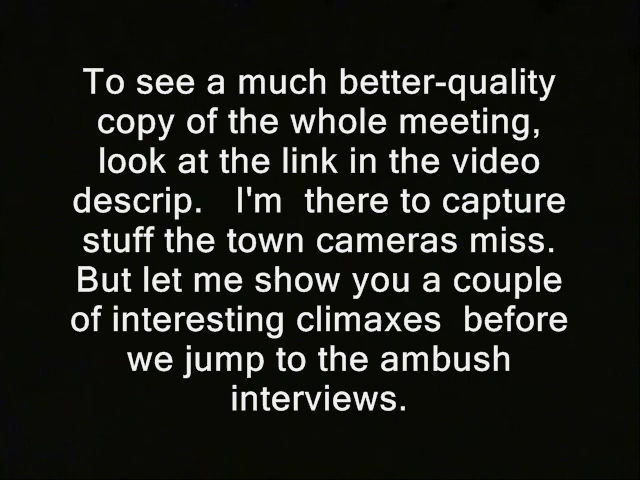 To see a much better-quality
copy of the whole meeting,
look at the link in the video
descrip.   I'm  there to capture
stuff the town cameras miss.
But let me show you a couple
of interesting climaxes  before
we jump to the ambush
interviews.